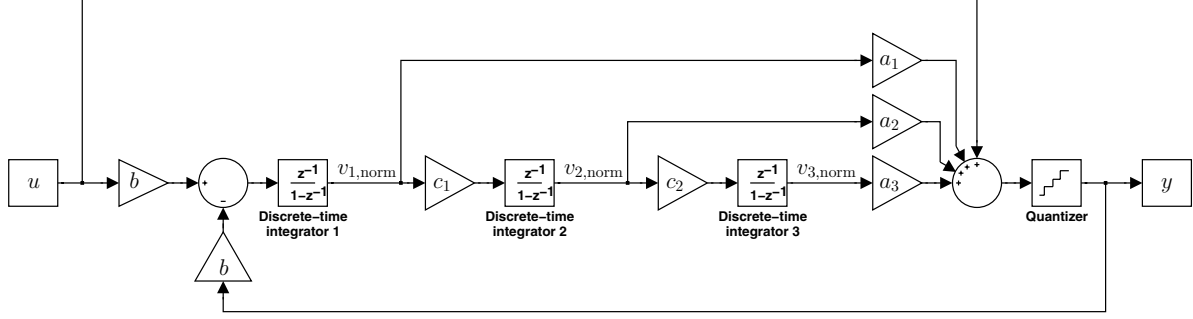 a₁
a₂
u
b
+
-
z⁻¹
1−z⁻¹
Discrete−time
integrator 1
v₁,norm
c₁
z⁻¹
1−z⁻¹
Discrete−time
integrator 2
v₂,norm
c₂
z⁻¹
1−z⁻¹
Discrete−time
integrator 3
v₃,norm
a₃
+
+
+
+
Quantizer
y
b